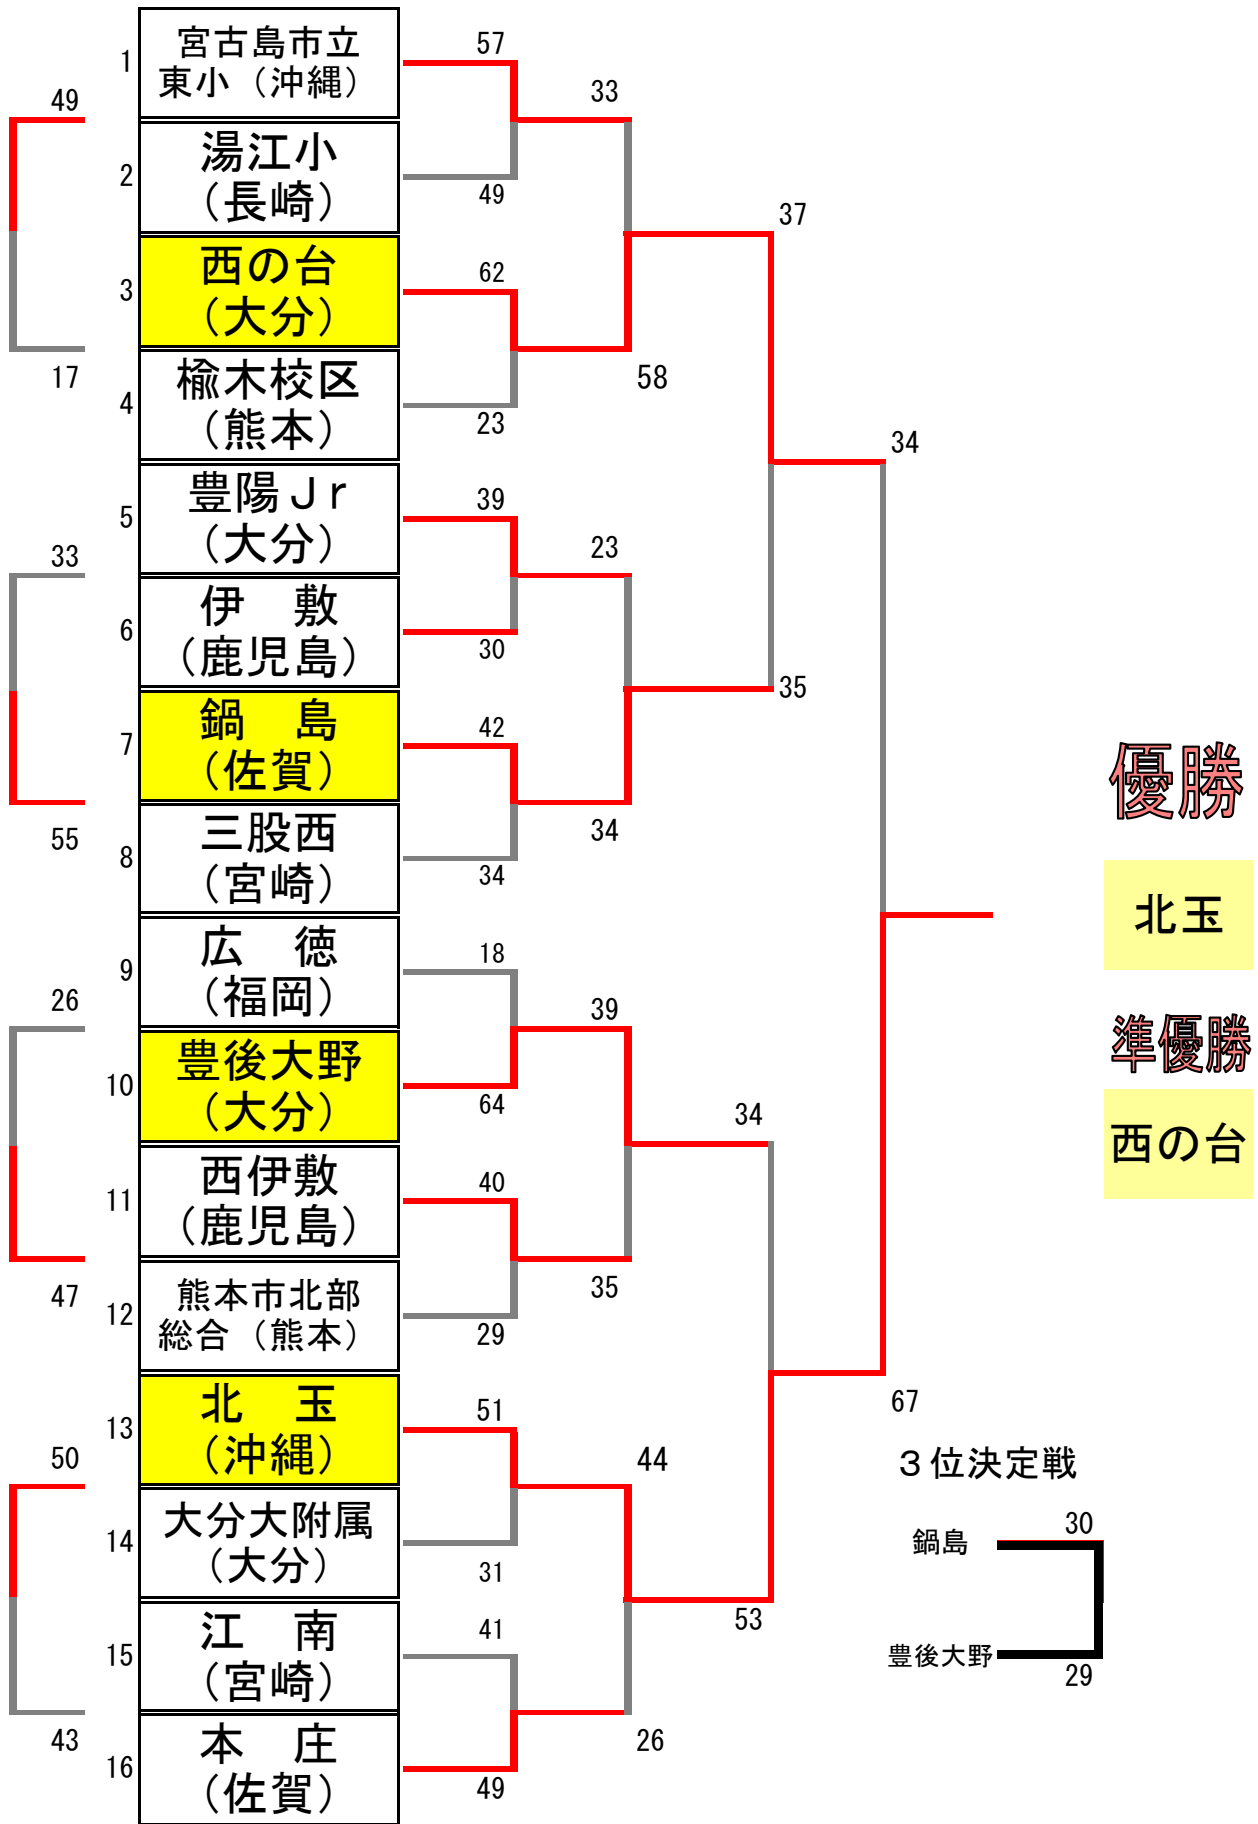 1
宮古島市立
東小（沖縄）
57
49
33
2
湯江小
（長崎）
49
37
3
西の台
（大分）
62
17
58
4
楡木校区
（熊本）
23
34
5
豊陽Ｊｒ
（大分）
39
33
23
6
伊　敷
（鹿児島）
30
35
7
鍋　島
（佐賀）
42
優勝
55
34
8
三股西
（宮崎）
34
北玉
9
広　徳
（福岡）
18
26
39
準優勝
10
豊後大野
（大分）
64
34
西の台
11
西伊敷
（鹿児島）
40
47
35
12
熊本市北部
総合（熊本）
29
67
13
北　玉
（沖縄）
51
50
44
３位決定戦
14
大分大附属
（大分）
31
鍋島
30
53
15
江　南
（宮崎）
41
豊後大野
29
43
26
16
本　庄
（佐賀）
49